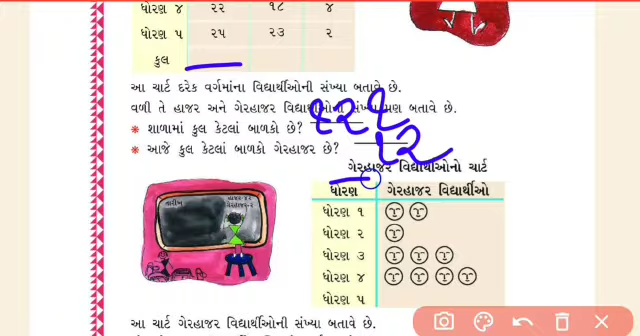 ધોરણ ૪ ૨૨ ૧૮ ૪
ધોરણ ૫ ૨૫ ૨૩ ૨
કુલ
આ ચાર્ટ દરેક વર્ગમાંના વિદ્યાર્થીઓની સંખ્યા બતાવે છે.
વળી તે હાજર અને ગેરહાજર વિદ્યાર્થીઓની સંખ્યા પણ બતાવે છે.
* શાળામાં કુલ કેટલાં બાળકો છે? ૧૨૧
* આજે કુલ કેટલાં બાળકો ગેરહાજર છે? ૧૨
ગેરહાજર વિદ્યાર્થીઓનો ચાર્ટ
ધોરણ ગેરહાજર વિદ્યાર્થીઓ
ધોરણ ૧
ધોરણ ૨
ધોરણ ૩
ધોરણ ૪
ધોરણ ૫
તારીખ
આ ચાર્ટ ગેરહાજર વિદ્યાર્થીઓની સંખ્યા બતાવે છે.